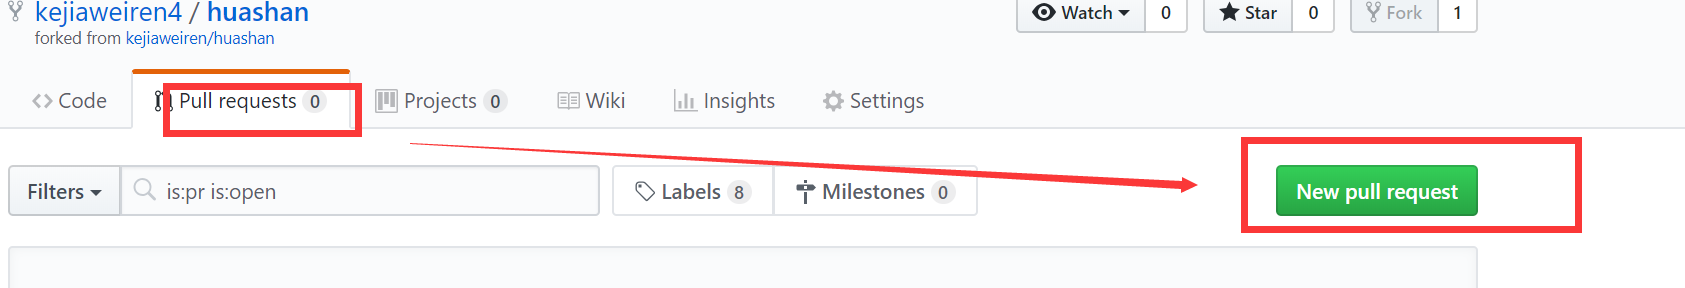 kejiaweiren4 / huashan
Watch 0
Star 0
Fork 1
forked from kejiaweiren/huashan
Code
Pull requests 0
Projects 0
Wiki
Insights
Settings
Filters
is:pr is:open
Labels 8
Milestones 0
New pull request